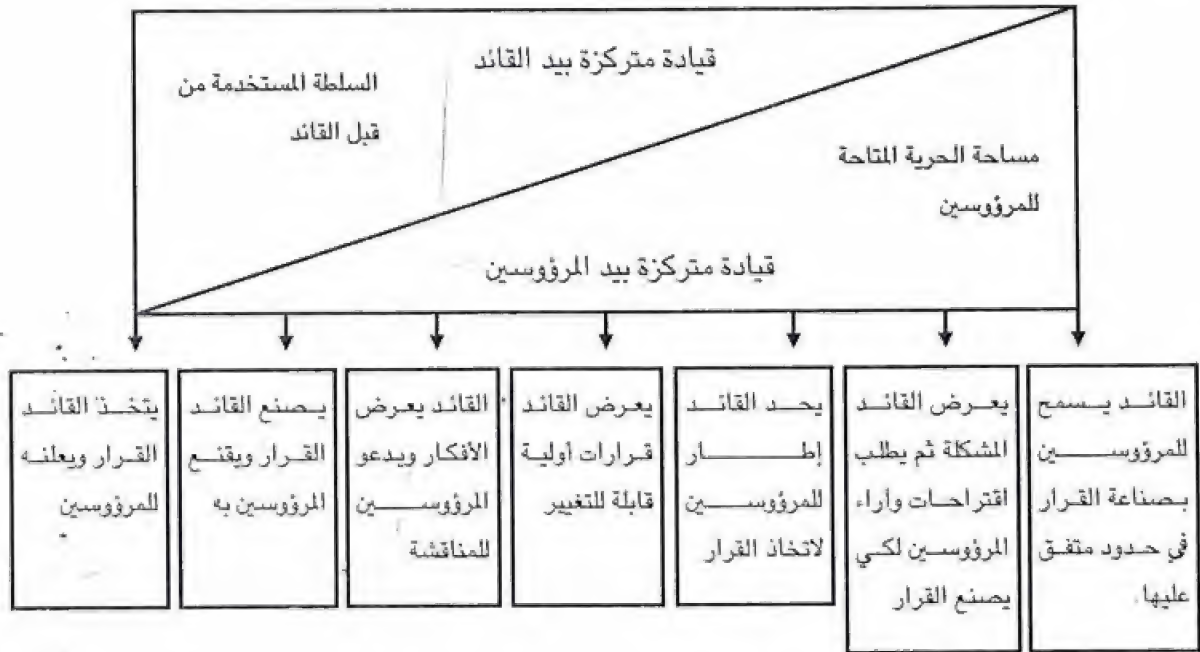 قيادة متركزة بيد القائد
السلطة المستخدمة من
قبل القائد
مساحة الحرية المتاحة
للمرؤوسين
قيادة متركزة بيد المرؤوسين
القائد يسمح
للمرؤوسين
بصناعة القرار
في حدود متفق
عليها.
يعرض القائد
المشكلة ثم يطلب
اقتراحات وآراء
المرؤوسين لكي
يصنع القرار
يحد القائد
إطار
للمرؤوسين
لاتخاذ القرار
يعرض القائد
قرارات أولية
قابلة للتغيير
القائد يعرض
الأفكار ويدعو
المرؤوسين
للمناقشة
يصنع القائد
القرار ويقنع
المرؤوسين به
يتخذ القائد
القرار ويعلنه
للمرؤوسين